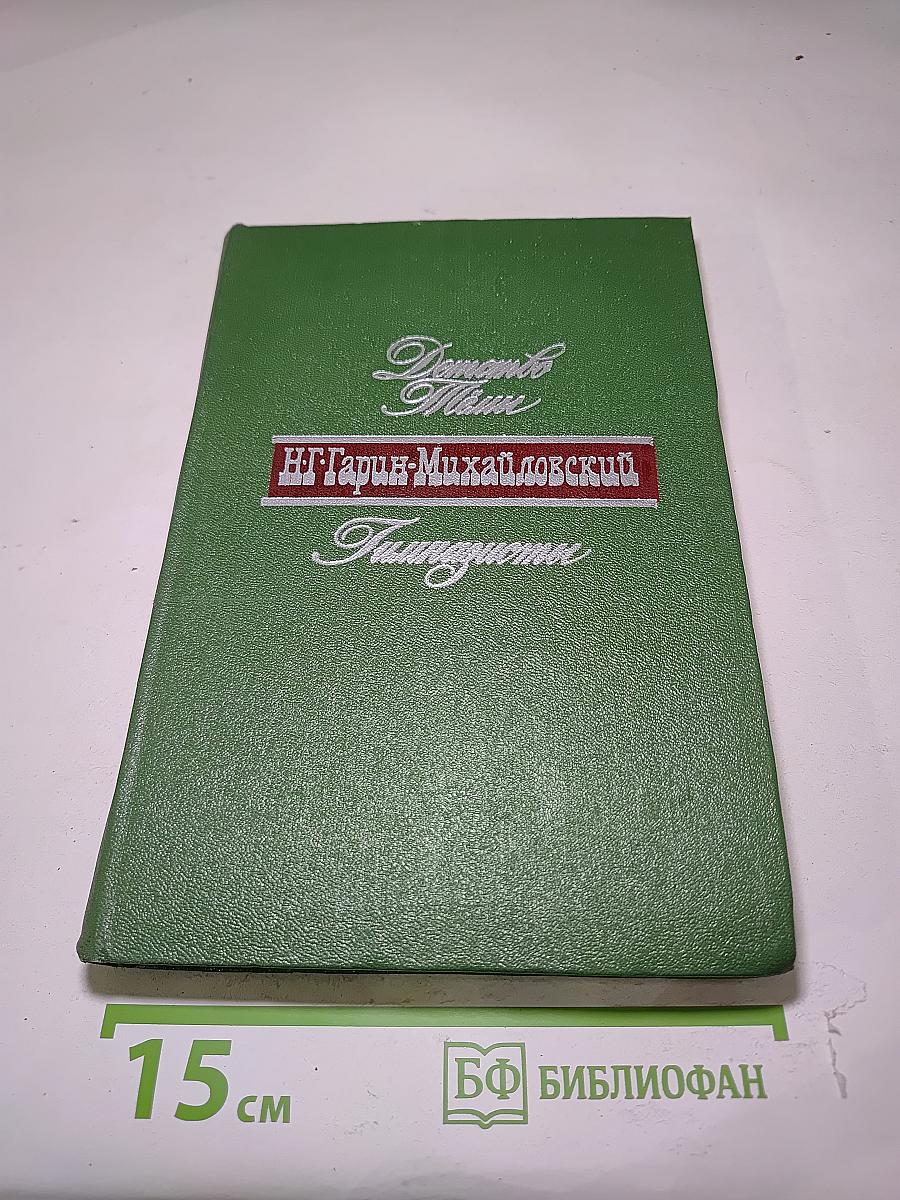 Детство
Тёмы
Н·Г·Гарин-Михайловский
Гимназисты
15 см
БФ БИБЛИОФАН